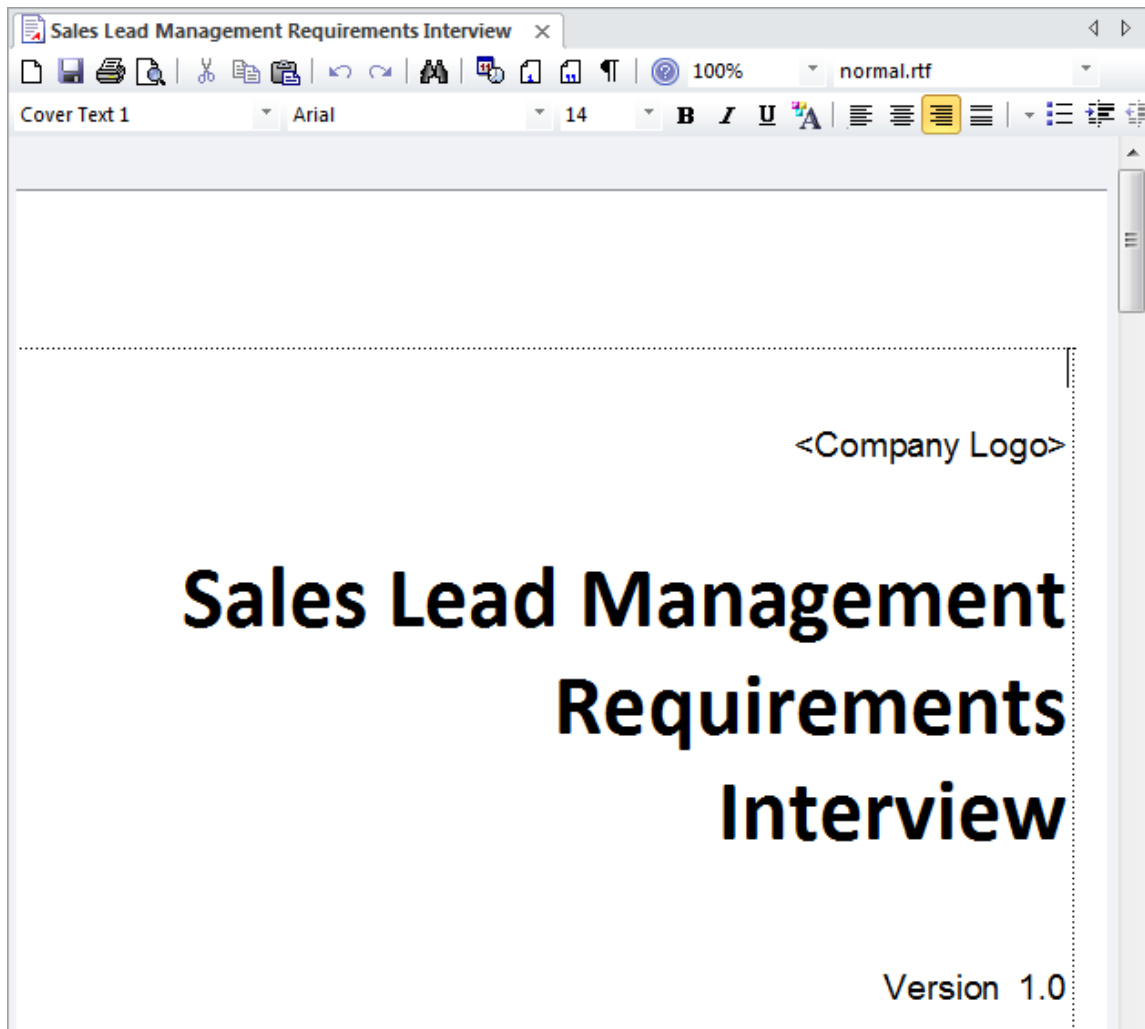 Sales Lead Management Requirements Interview
100% normal.rtf
Cover Text 1 Arial 14 B I U A
<Company Logo>
Sales Lead Management
Requirements
Interview
Version 1.0